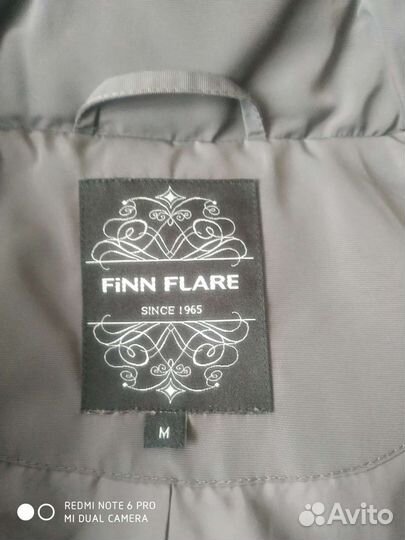 FiNN FLARE
SINCE 1965
M
REDMI NOTE 6 PRO
MI DUAL CAMERA
Avito